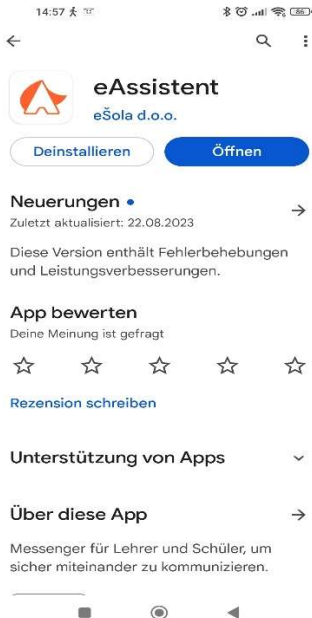 14:57
86
eAssistent
eŠola d.o.o.
Deinstallieren
Öffnen
Neuerungen
Zuletzt aktualisiert: 22.08.2023
Diese Version enthält Fehlerbehebungen
und Leistungsverbesserungen.
App bewerten
Deine Meinung ist gefragt
Rezension schreiben
Unterstützung von Apps
Über diese App
Messenger für Lehrer und Schüler, um
sicher miteinander zu kommunizieren.